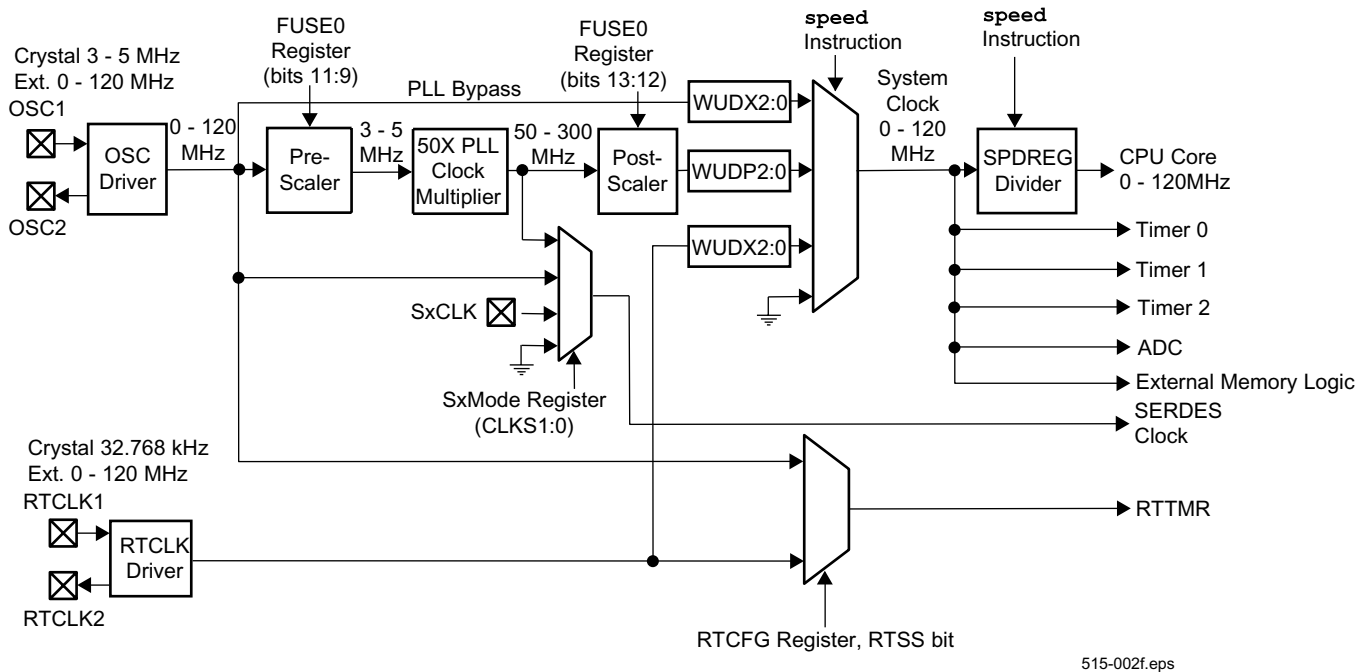 Crystal 3 - 5 MHz
Ext. 0 - 120 MHz
OSC1
OSC2
OSC
Driver
0 - 120
MHz
FUSE0
Register
(bits 11:9)
Pre-
Scaler
3 - 5
MHz
PLL Bypass
50X PLL
Clock
Multiplier
50 - 300
MHz
FUSE0
Register
(bits 13:12)
Post-
Scaler
WUDX2:0
WUDP2:0
WUDX2:0
speed
Instruction
System
Clock
0 - 120
MHz
speed
Instruction
SPDREG
Divider
CPU Core
0 - 120MHz
Timer 0
Timer 1
Timer 2
ADC
External Memory Logic
SERDES
Clock
SxCLK
SxMode Register
(CLKS1:0)
Crystal 32.768 kHz
Ext. 0 - 120 MHz
RTCLK1
RTCLK2
RTCLK
Driver
RTTMR
RTCFG Register, RTSS bit
515-002f.eps